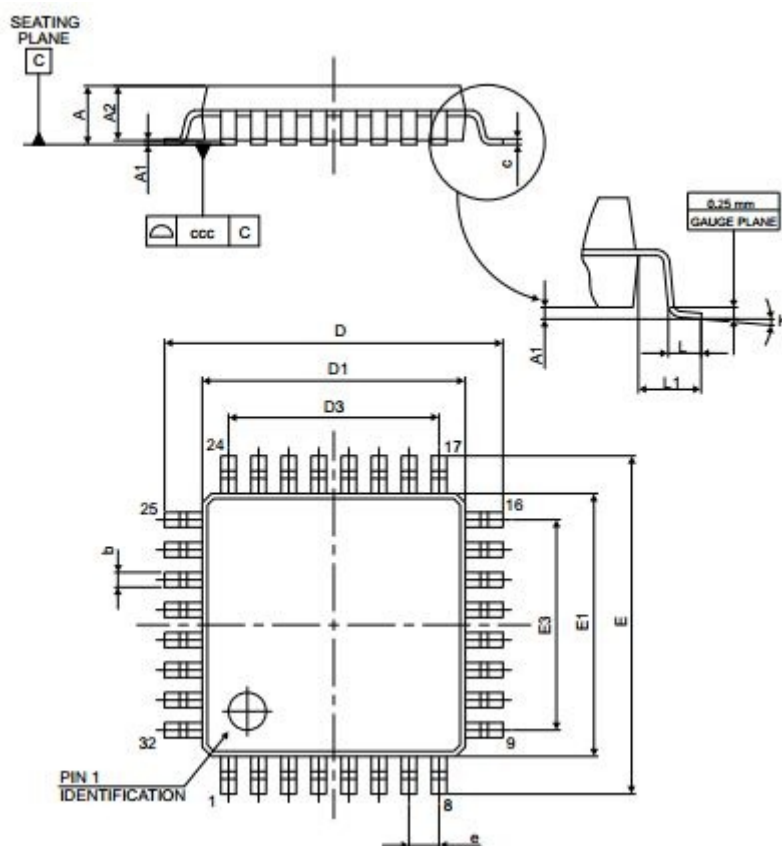 SEATING
PLANE
C
A
A2
A1
c
ccc C
0.25 mm
GAUGE PLANE
A1
L
L1
K
D
D1
D3
24
17
25
16
b
E3
E1
E
32
9
PIN 1
IDENTIFICATION
1
8
e